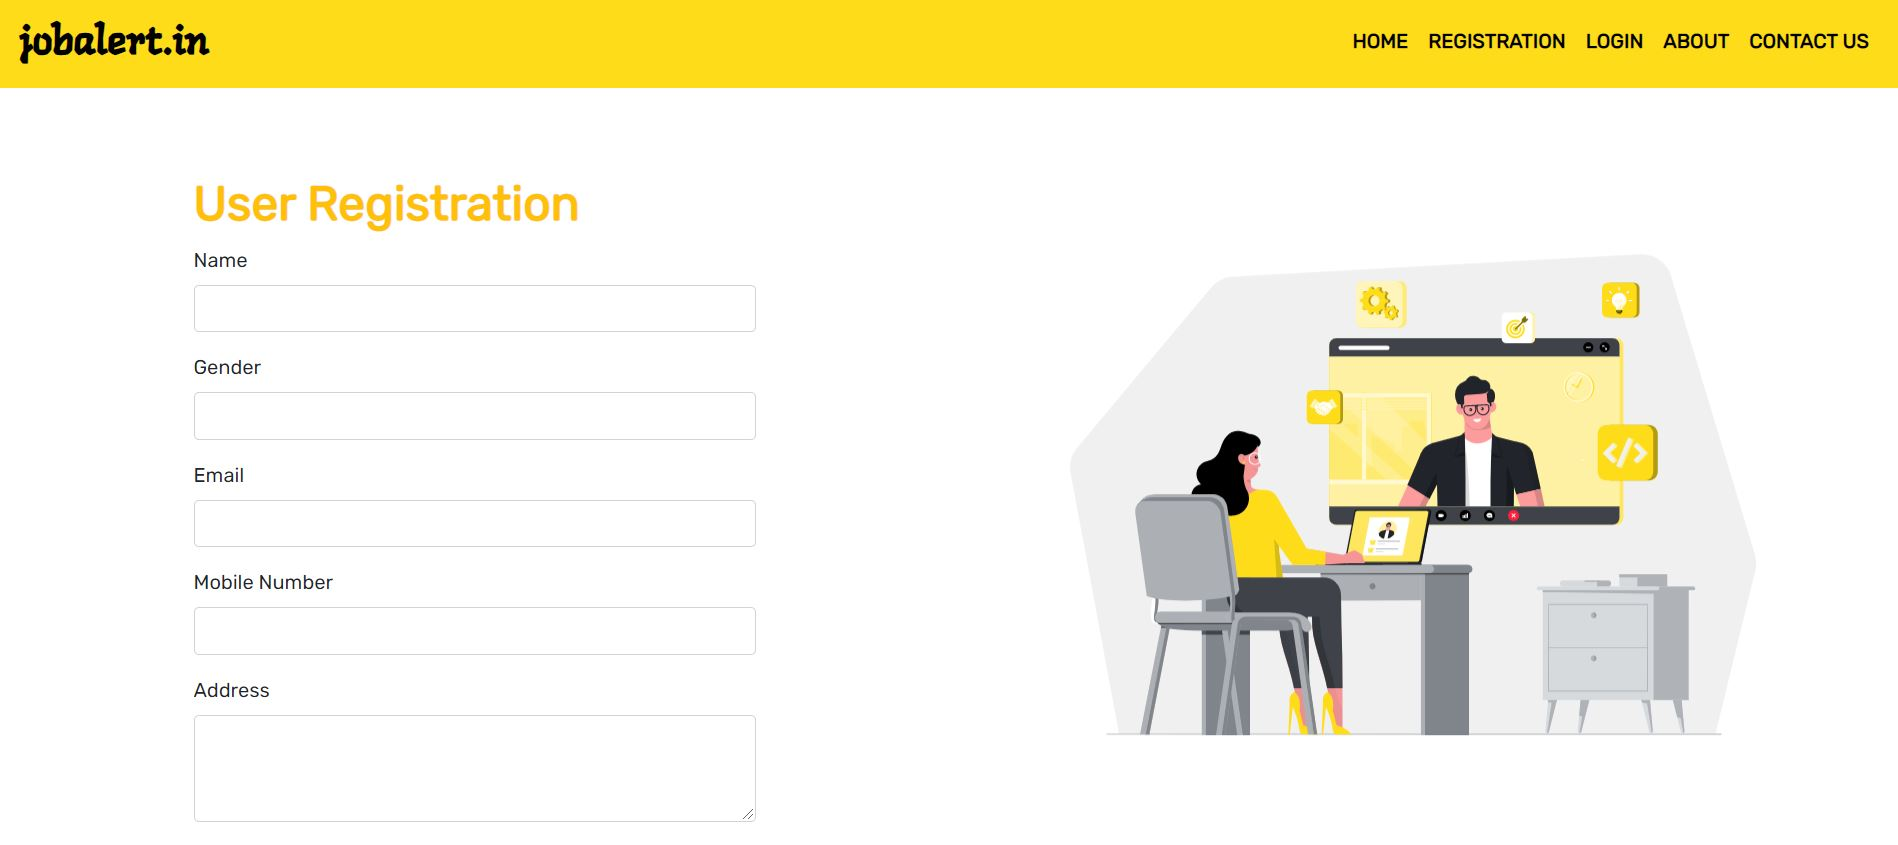 jobalert.in
HOME REGISTRATION LOGIN ABOUT CONTACT US
User Registration
Name
Gender
Email
Mobile Number
Address